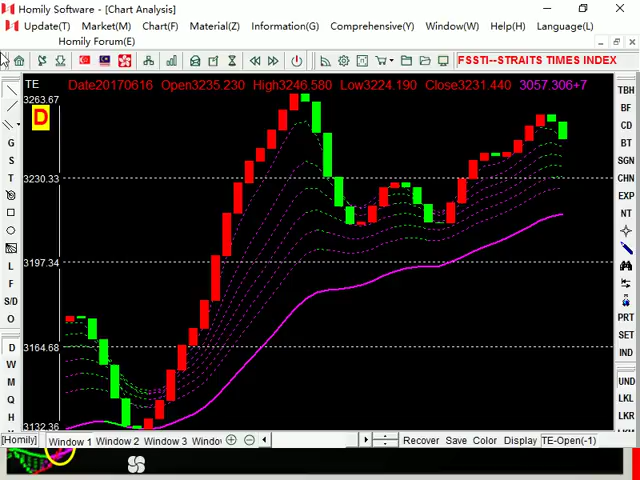 Homily Software - [Chart Analysis]
Update(T) Market(M) Chart(F) Material(Z) Information(G) Comprehensive(Y) Window(W) Help(H) Language(L)
Homily Forum(E)
FSSTI--STRAITS TIMES INDEX
TE Date20170616 Open3235.230 High3246.580 Low3224.190 Close3231.440 3057.306+7
3263.67
D
3230.33
3197.34
3164.68
3132.36
G
S
T
L
F
S/D
O
D
W
M
Q
H
TBH
BF
CD
BT
SGN
CHN
EXP
NT
PRT
SET
IND
UND
LKL
LKR
[Homily] Window 1 Window 2 Window 3 Windo Recover Save Color Display TE-Open(-1)